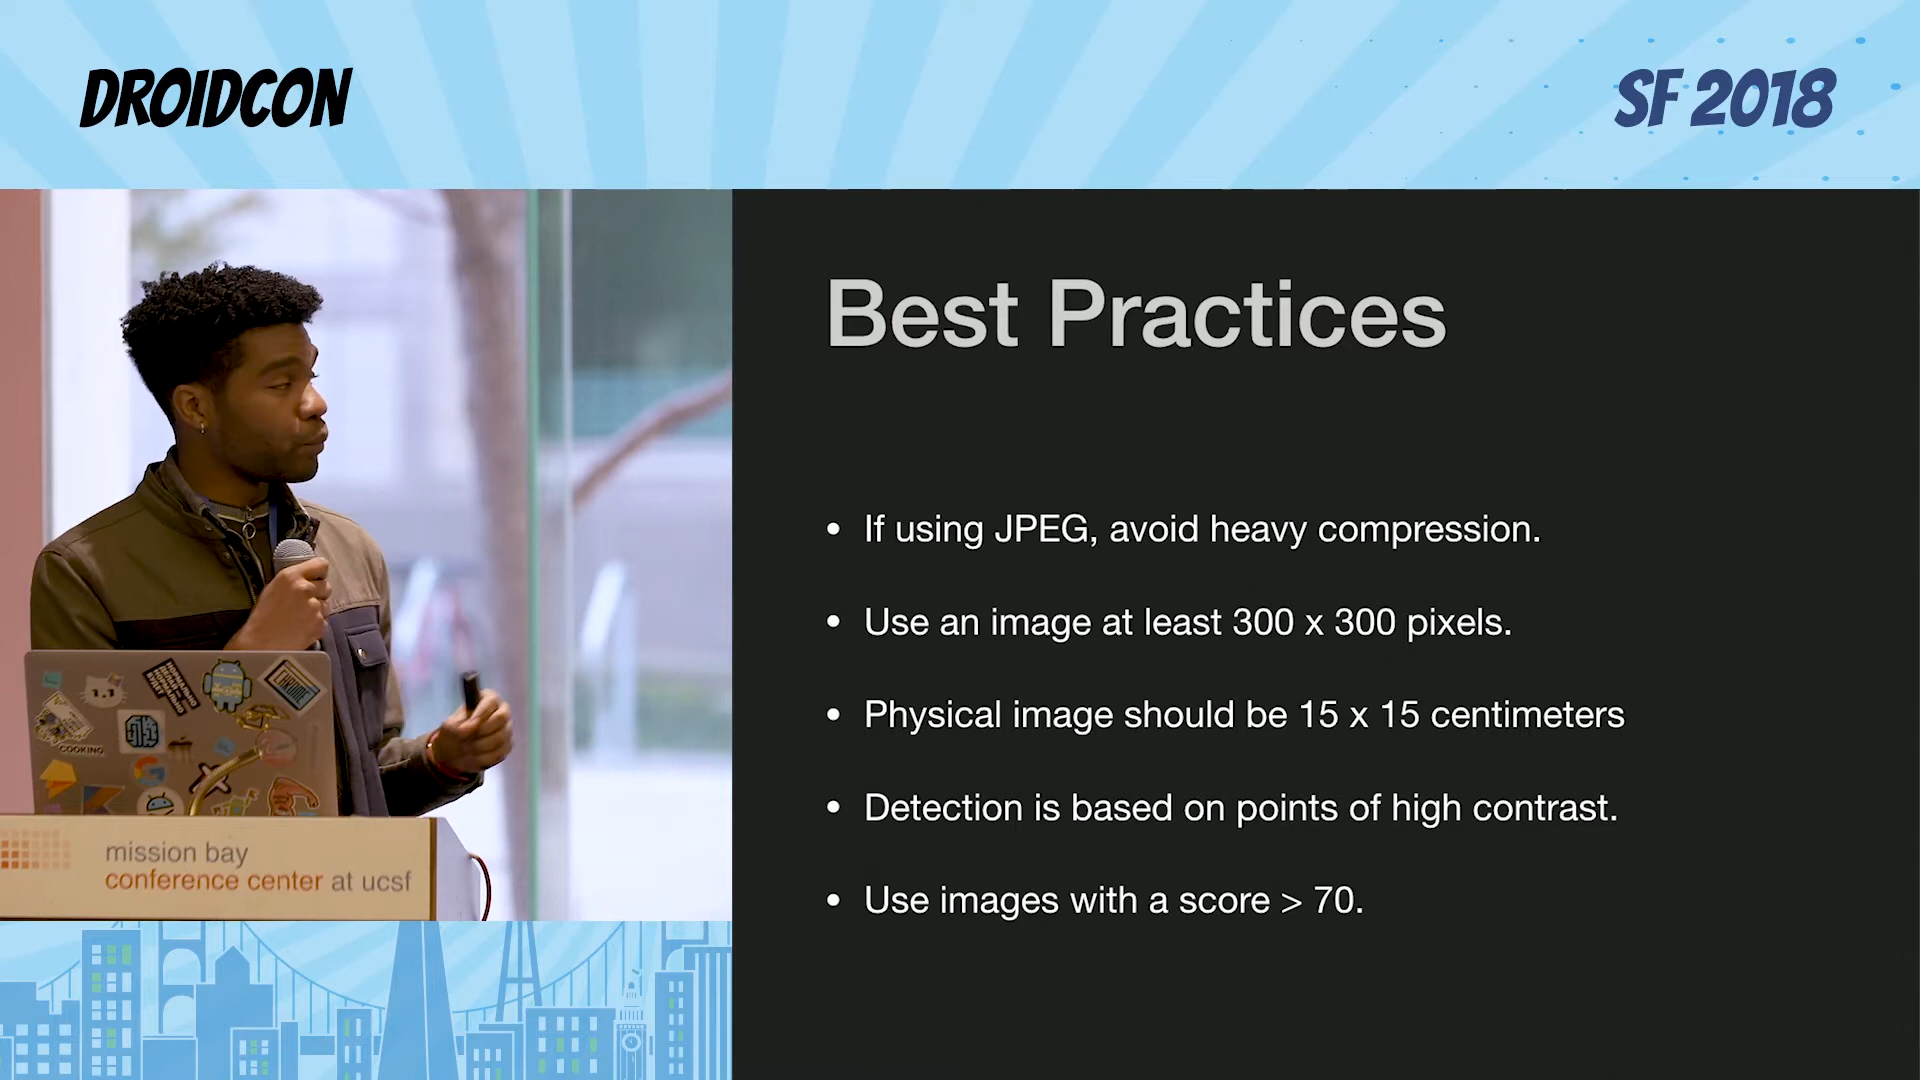 DROIDCON
SF 2018
Best Practices
• If using JPEG, avoid heavy compression.
• Use an image at least 300 x 300 pixels.
• Physical image should be 15 x 15 centimeters
• Detection is based on points of high contrast.
• Use images with a score > 70.
COOKING
mission bay
conference center at ucsf